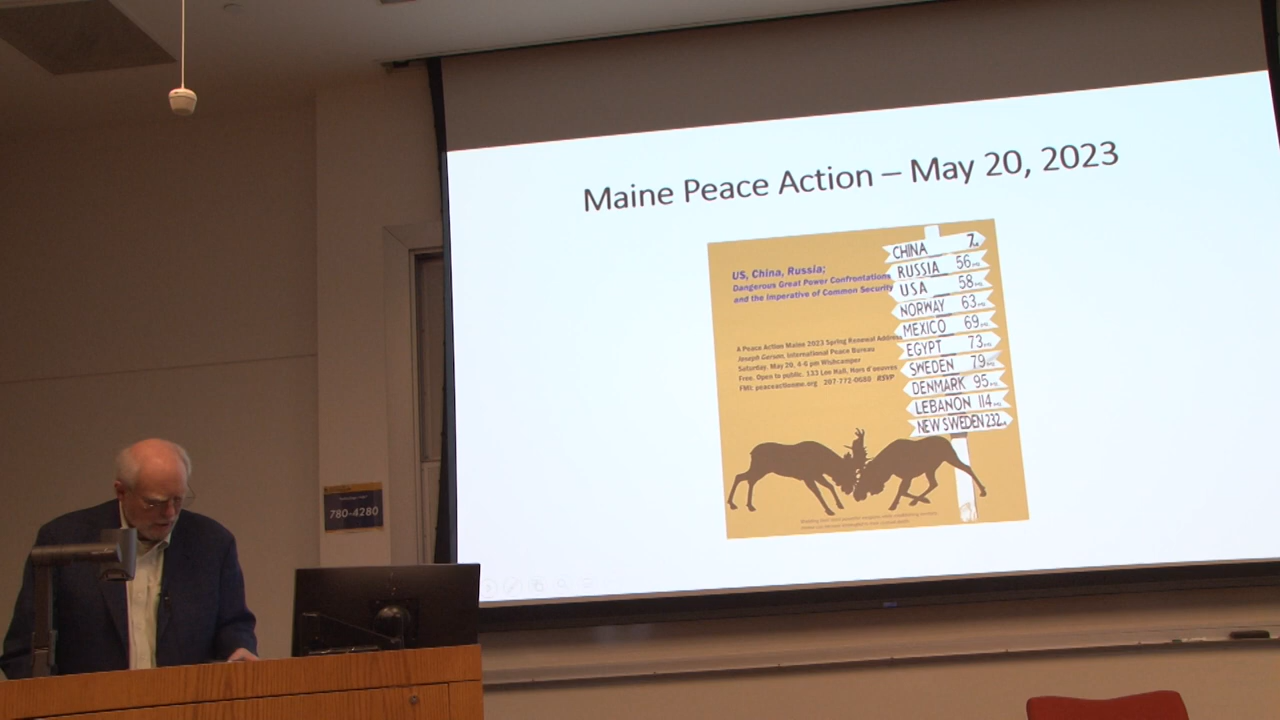 Maine Peace Action – May 20, 2023
US, China, Russia;
Dangerous Great Power Confrontations
and the Imperative of Common Security
A Peace Action Maine 2023 Spring Renewal Address
Joseph Gerson, International Peace Bureau
Saturday. May 20, 4-6 pm Wishcamper
Free. Open to public. 133 Lee Hall, Hors d'oeuvres
FMI: peaceactionme.org 207-772-0680 RSVP
CHINA 7
RUSSIA 56
USA 58
NORWAY 63
MEXICO 69
EGYPT 73
SWEDEN 79
DENMARK 95
LEBANON 114
NEW SWEDEN 232
780-4280